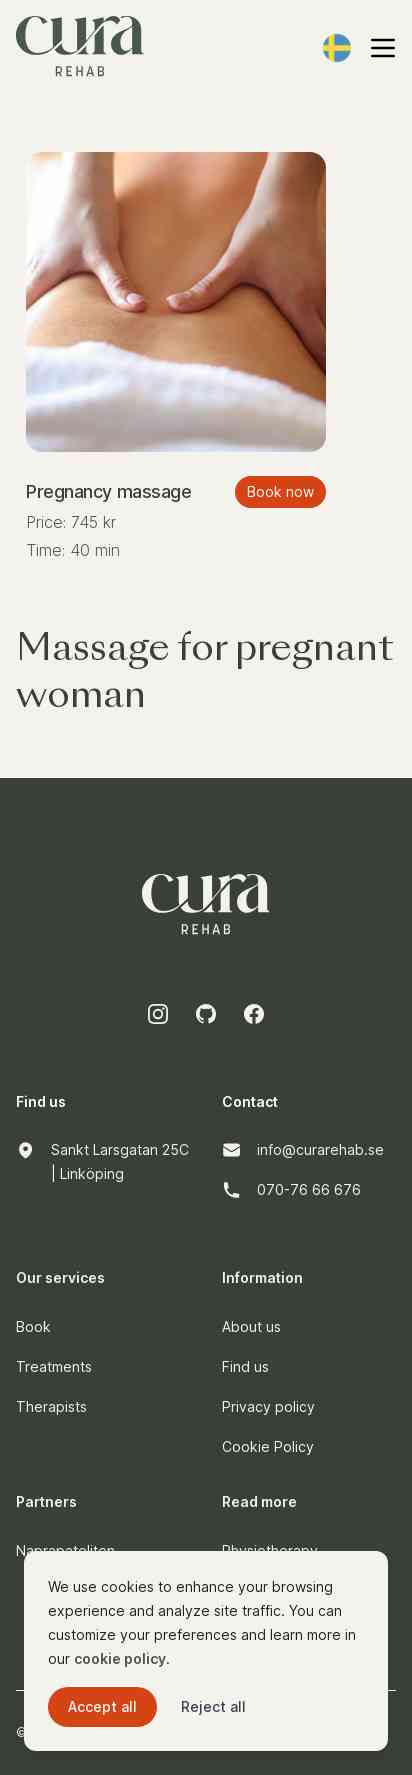 cura
REHAB
Pregnancy massage
Book now
Price: 745 kr
Time: 40 min
Massage for pregnant
woman
cura
REHAB
Find us
Contact
Sankt Larsgatan 25C
| Linköping
info@curarehab.se
070-76 66 676
Our services
Information
Book
About us
Treatments
Find us
Therapists
Privacy policy
Cookie Policy
Partners
Read more
We use cookies to enhance your browsing
experience and analyze site traffic. You can
customize your preferences and learn more in
our cookie policy.
Accept all
Reject all
©